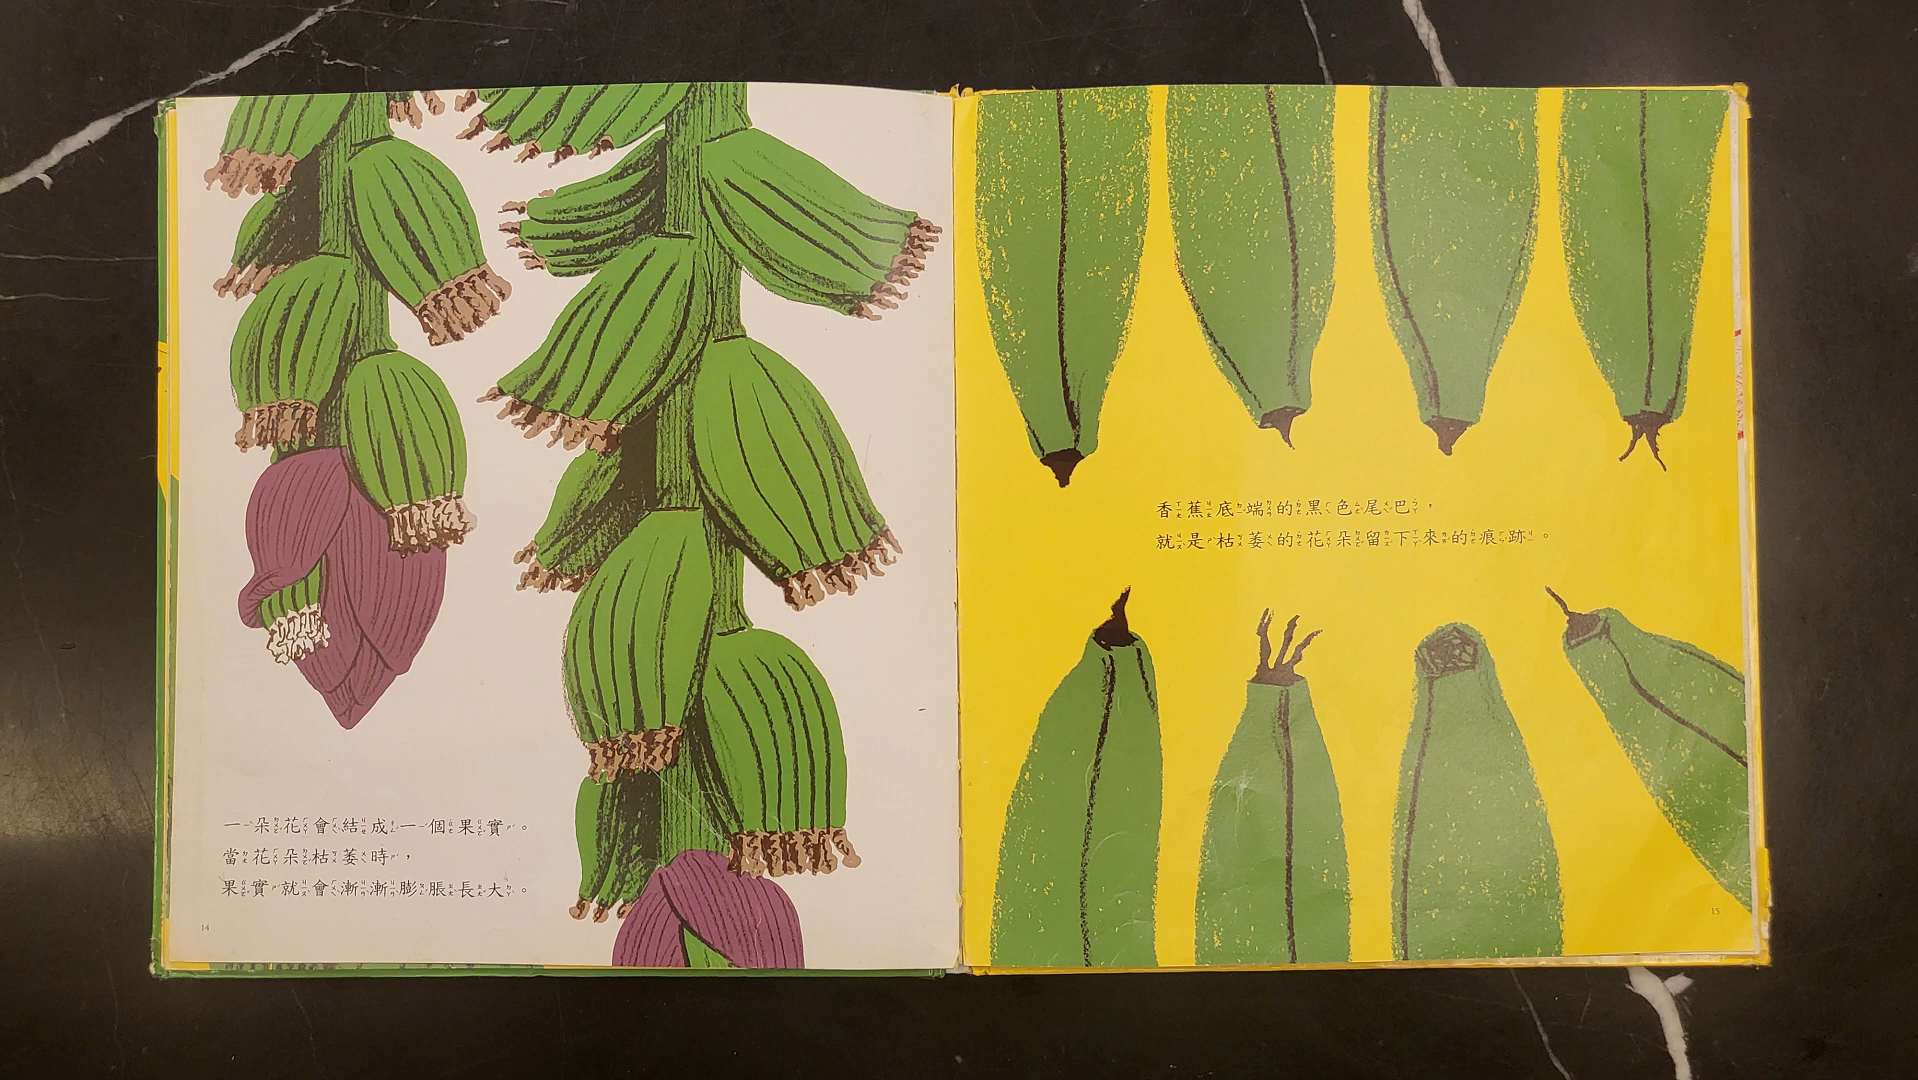 一朵花會結成一個果實。
當花朵枯萎時，
果實就會漸漸膨脹長大。
14
香蕉底端的黑色尾巴，
就是枯萎的花朵留下來的痕跡。
15